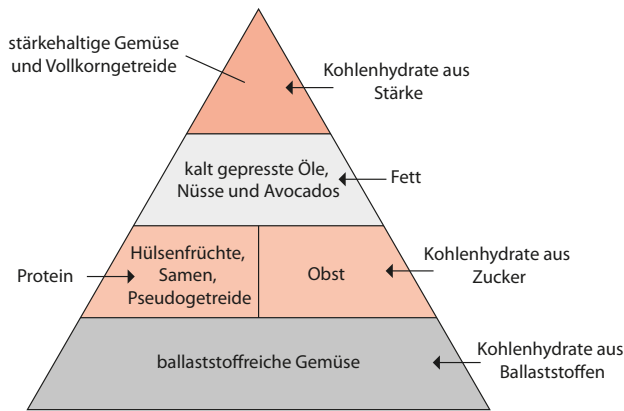 stärkehaltige Gemüse
und Vollkorngetreide
Kohlenhydrate aus
Stärke
kalt gepresste Öle,
Nüsse und Avocados
Fett
Protein
Hülsenfrüchte,
Samen,
Pseudogetreide
Obst
Kohlenhydrate aus
Zucker
ballaststoffreiche Gemüse
Kohlenhydrate aus
Ballaststoffen